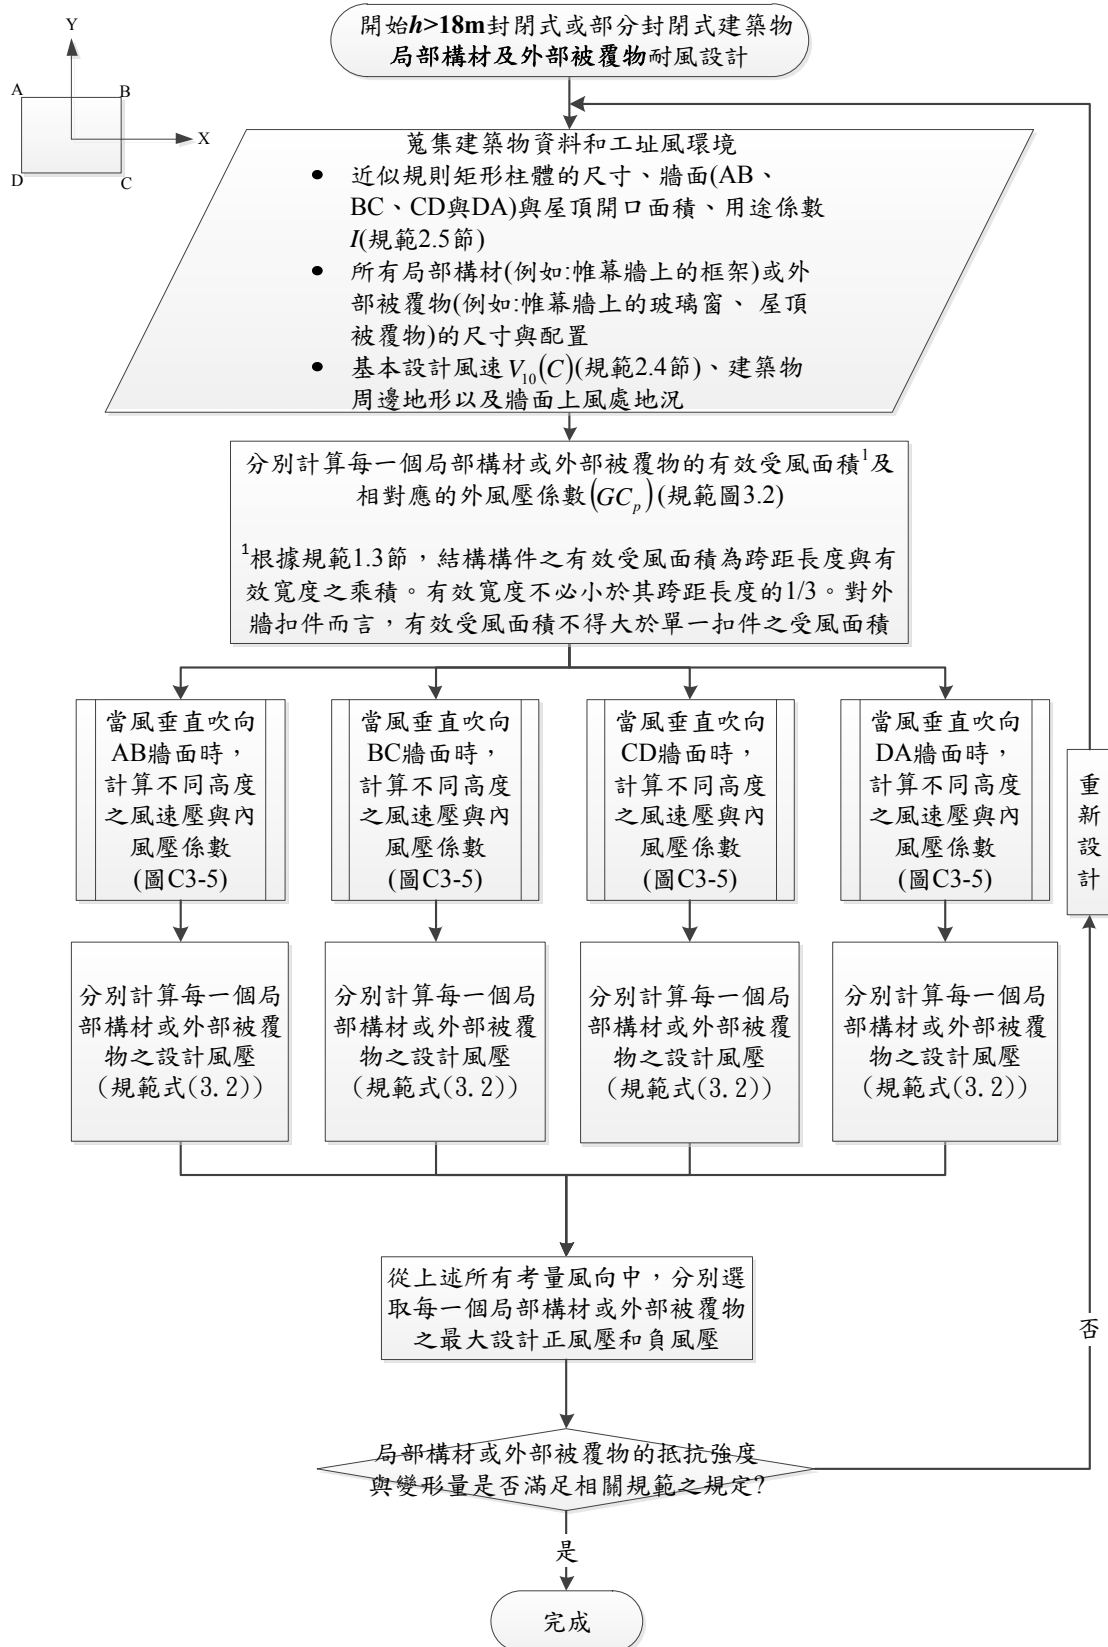 開始h>18m封閉式或部分封閉式建築物
局部構材及外部被覆物耐風設計
Y
A
B
X
D
C
蒐集建築物資料和工址風環境
● 近似規則矩形柱體的尺寸、牆面(AB、
BC、CD與DA)與屋頂開口面積、用途係數
I(規範2.5節)
● 所有局部構材(例如:帷幕牆上的框架)或外
部被覆物(例如:帷幕牆上的玻璃窗、 屋頂
被覆物)的尺寸與配置
● 基本設計風速 V₁₀(C)(規範2.4節)、建築物
周邊地形以及牆面上風處地況
分別計算每一個局部構材或外部被覆物的有效受風面積¹及
相對應的外風壓係數(GCₚ)(規範圖3.2)
¹根據規範1.3節，結構構件之有效受風面積為跨距長度與有
效寬度之乘積。有效寬度不必小於其跨距長度的1/3。對外
牆扣件而言，有效受風面積不得大於單一扣件之受風面積
當風垂直吹向
AB牆面時，
計算不同高度
之風速壓與內
風壓係數
(圖C3-5)
當風垂直吹向
BC牆面時，
計算不同高度
之風速壓與內
風壓係數
(圖C3-5)
當風垂直吹向
CD牆面時，
計算不同高度
之風速壓與內
風壓係數
(圖C3-5)
當風垂直吹向
DA牆面時，
計算不同高度
之風速壓與內
風壓係數
(圖C3-5)
重
新
設
計
分別計算每一個局
部構材或外部被覆
物之設計風壓
(規範式(3.2))
分別計算每一個局
部構材或外部被覆
物之設計風壓
(規範式(3.2))
分別計算每一個局
部構材或外部被覆
物之設計風壓
(規範式(3.2))
分別計算每一個局
部構材或外部被覆
物之設計風壓
(規範式(3.2))
從上述所有考量風向中，分別選
取每一個局部構材或外部被覆物
之最大設計正風壓和負風壓
否
局部構材或外部被覆物的抵抗強度
與變形量是否滿足相關規範之規定?
是
完成